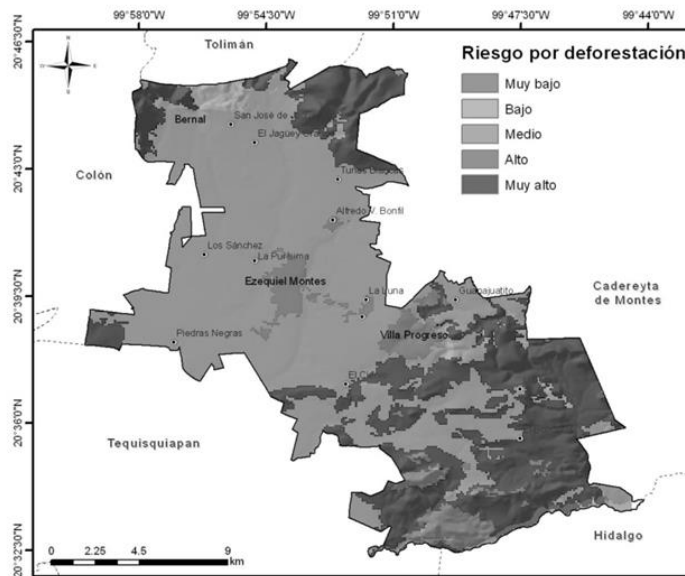 99°58'0"W 99°54'30"W 99°51'0"W 99°47'30"W 99°44'0"W
20°46'30"N
20°43'0"N
20°39'30"N
20°36'0"N
20°32'30"N
Tolimán
Riesgo por deforestación
Muy bajo
Bajo
Medio
Alto
Muy alto
Bernal
San José de
El Jagüey
Colón
Tunas Blancas
Alfredo V. Bonfil
Los Sánchez
La Purísima
Ezequiel Montes
La Luna
Guanajuatito
Cadereyta
de Montes
Piedras Negras
Villa Progreso
Tequisquiapan
Hidalgo
0 2.25 4.5 9
km